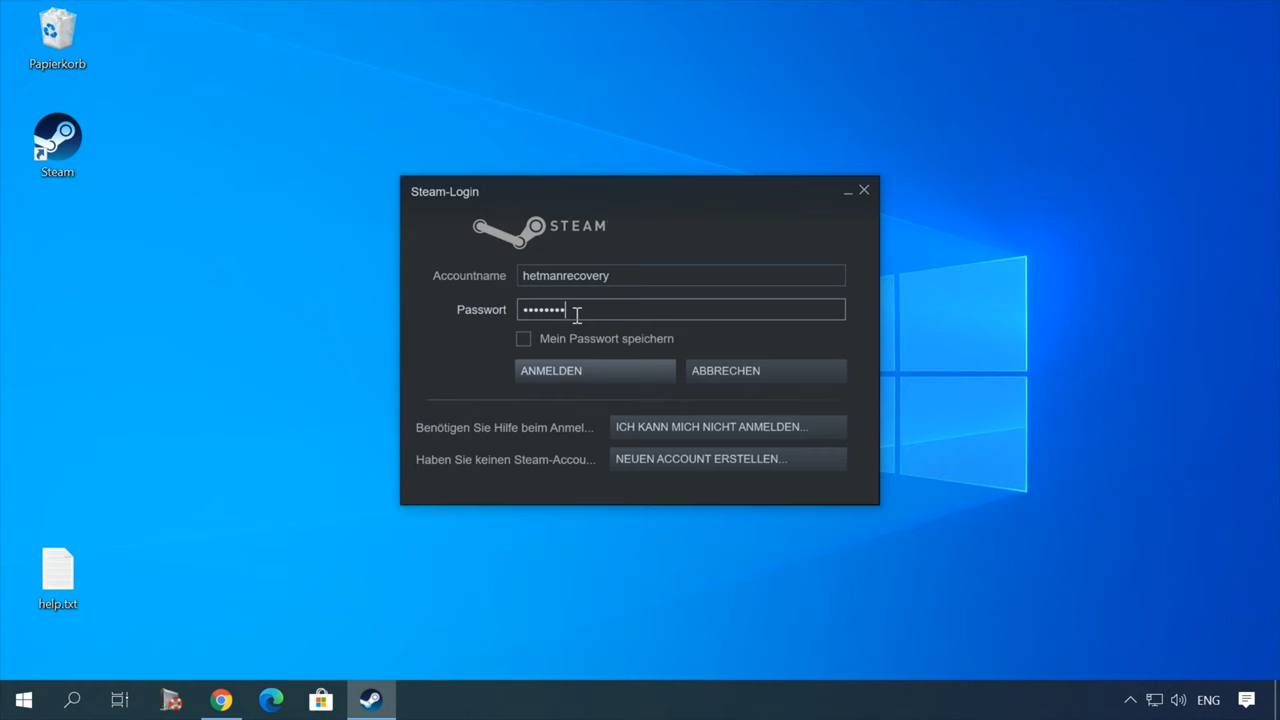 Papierkorb
Steam
Steam-Login
STEAM
Accountname hetmanrecovery
Passwort ••••••••
Mein Passwort speichern
ANMELDEN ABBRECHEN
Benötigen Sie Hilfe beim Anmel... ICH KANN MICH NICHT ANMELDEN...
Haben Sie keinen Steam-Accou... NEUEN ACCOUNT ERSTELLEN...
help.txt
ENG